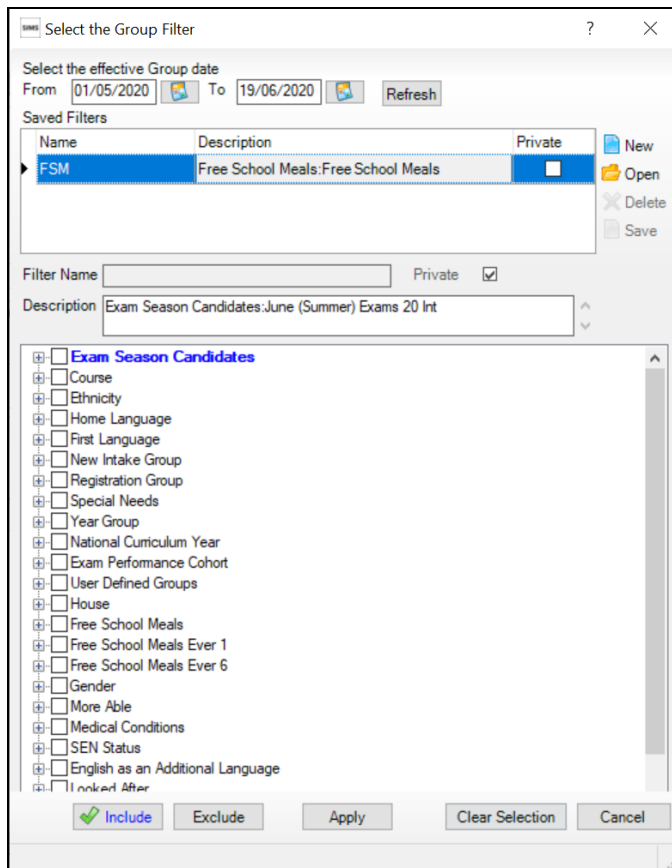 SIMS Select the Group Filter ?
Select the effective Group date
From 01/05/2020 To 19/06/2020 Refresh
Saved Filters
Name Description Private
FSM Free School Meals:Free School Meals
New
Open
Delete
Save
Filter Name Private
Description Exam Season Candidates:June (Summer) Exams 20 Int
Exam Season Candidates
Course
Ethnicity
Home Language
First Language
New Intake Group
Registration Group
Special Needs
Year Group
National Curriculum Year
Exam Performance Cohort
User Defined Groups
House
Free School Meals
Free School Meals Ever 1
Free School Meals Ever 6
Gender
More Able
Medical Conditions
SEN Status
English as an Additional Language
Looked After
Include Exclude Apply Clear Selection Cancel